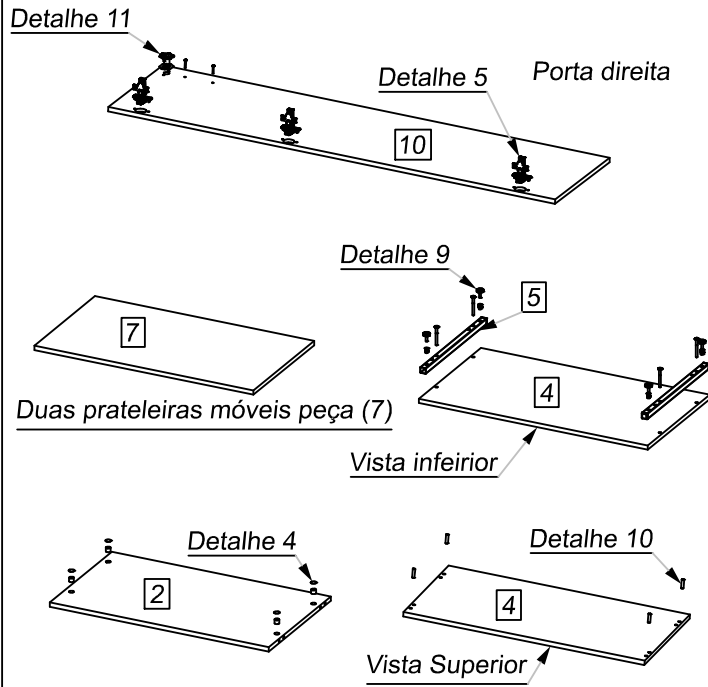 Detalhe 11
Detalhe 5
Porta direita
10
Detalhe 9
5
7
4
Duas prateleiras móveis peça (7)
Vista infeirior
Detalhe 4
Detalhe 10
2
4
Vista Superior